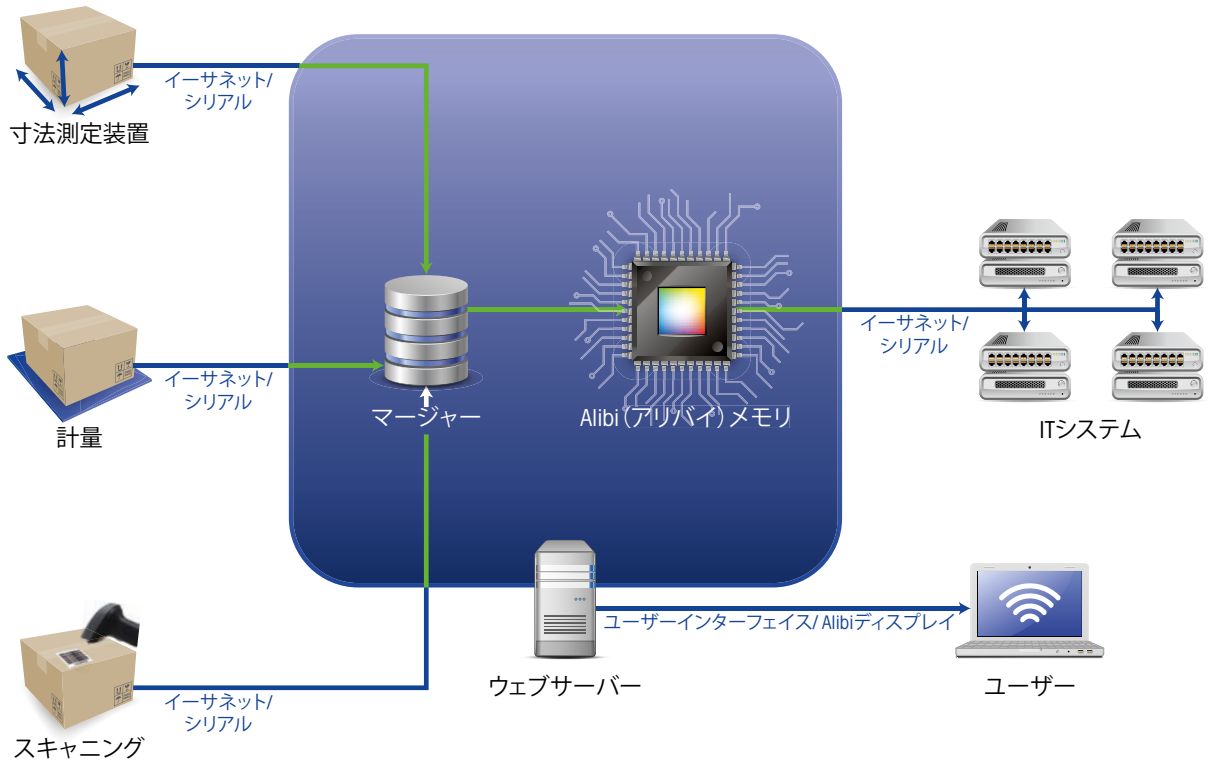 イーサネット/
シリアル
寸法測定装置
イーサネット/
シリアル
計量
マージャー
Alibi（アリバイ）メモリ
イーサネット/
シリアル
ITシステム
ユーザーインターフェイス/ Alibiディスプレイ
ウェブサーバー
ユーザー
イーサネット/
シリアル
スキャニング